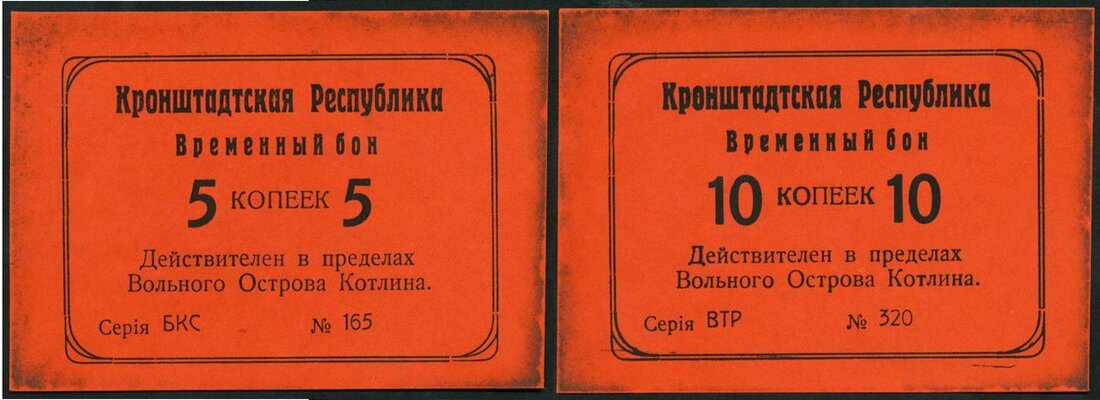 Кронштадтская Республика
Временный бон
5 КОПЕЕК 5
Действителен в пределах
Вольного Острова Котлина.
Серія БКС № 165
Кронштадтская Республика
Временный бон
10 КОПЕЕК 10
Действителен в пределах
Вольного Острова Котлина.
Серія ВТР № 320